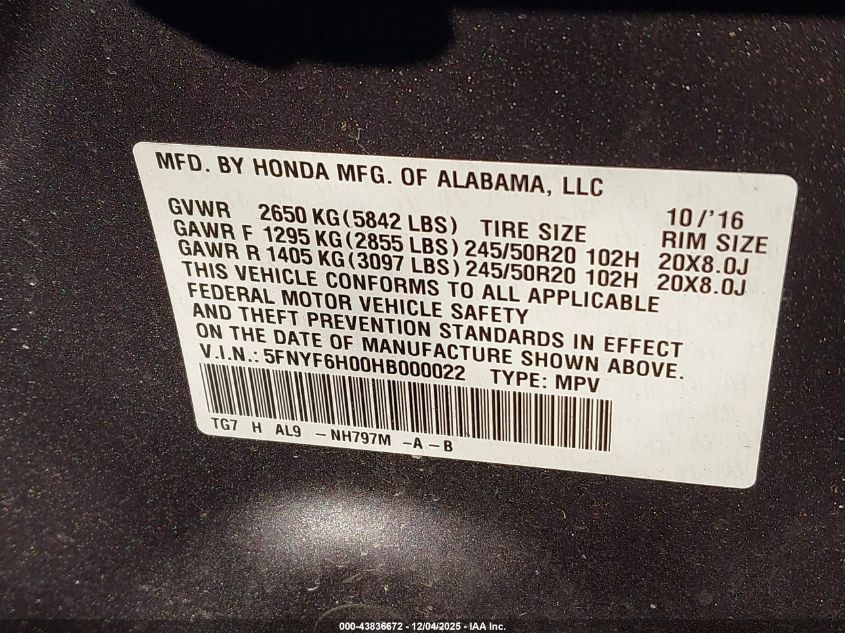 MFD. BY HONDA MFG. OF ALABAMA, LLC
10/'16
GVWR 2650 KG(5842 LBS) TIRE SIZE RIM SIZE
GAWR F 1295 KG(2855 LBS) 245/50R20 102H 20X8.0J
GAWR R 1405 KG(3097 LBS) 245/50R20 102H 20X8.0J
THIS VEHICLE CONFORMS TO ALL APPLICABLE
FEDERAL MOTOR VEHICLE SAFETY
AND THEFT PREVENTION STANDARDS IN EFFECT
ON THE DATE OF MANUFACTURE SHOWN ABOVE.
V.I.N.: 5FNYF6H00HB000022 TYPE: MPV
TG7 H AL9 -NH797M -A-B
000-43836672 - 12/04/2025 - IAA Inc.